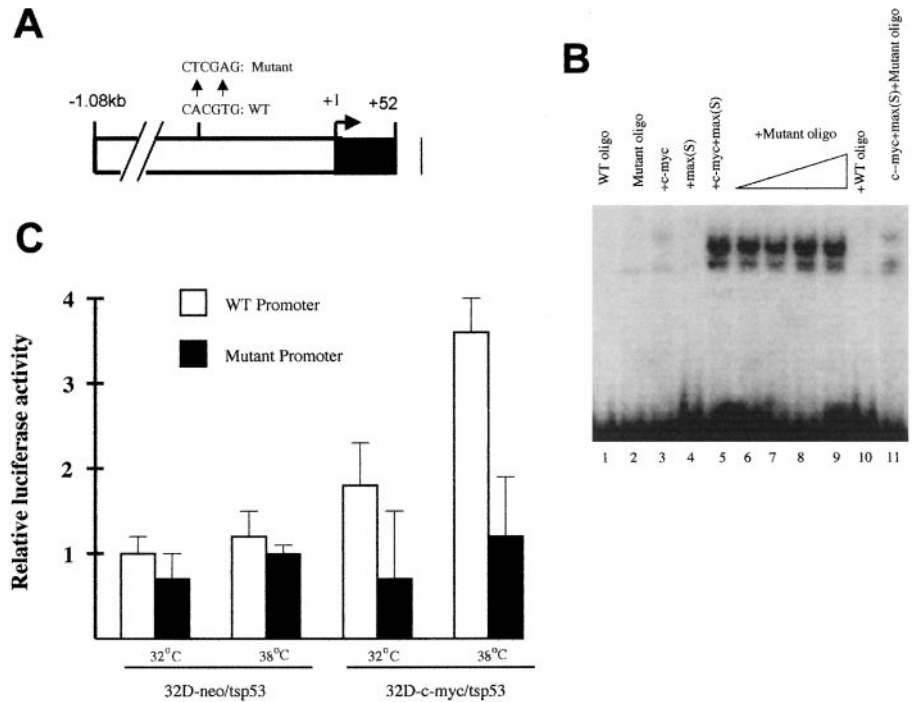 A
CTCGAG: Mutant
-1.08kb
CACGTG: WT
+1
+52
B
WT oligo
Mutant oligo
+c-myc
+max(S)
+c-myc+max(S)
+Mutant oligo
+WT oligo
c--myc+max(S)+Mutant oligo
1 2 3 4 5 6 7 8 9 10 11
C
Relative luciferase activity
4
3
2
1
WT Promoter
Mutant Promoter
32°C 38°C 32°C 38°C
32D-neo/tsp53 32D-c-myc/tsp53